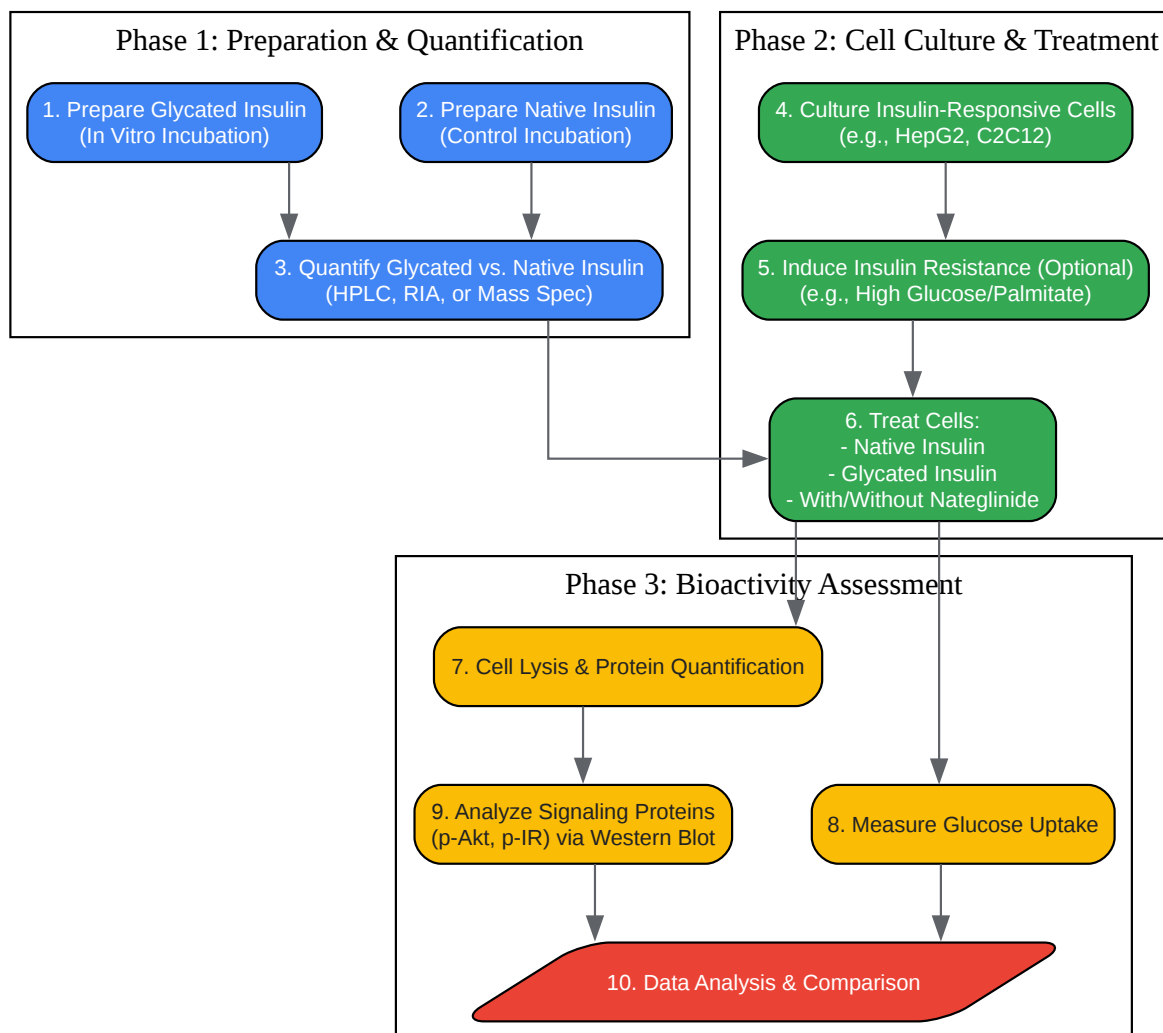 Phase 1: Preparation & Quantification
1. Prepare Glycated Insulin
(In Vitro Incubation)
2. Prepare Native Insulin
(Control Incubation)
3. Quantify Glycated vs. Native Insulin
(HPLC, RIA, or Mass Spec)
Phase 2: Cell Culture & Treatment
4. Culture Insulin-Responsive Cells
(e.g., HepG2, C2C12)
5. Induce Insulin Resistance (Optional)
(e.g., High Glucose/Palmitate)
6. Treat Cells:
- Native Insulin
- Glycated Insulin
- With/Without Nateglinide
Phase 3: Bioactivity Assessment
7. Cell Lysis & Protein Quantification
9. Analyze Signaling Proteins
(p-Akt, p-IR) via Western Blot
8. Measure Glucose Uptake
10. Data Analysis & Comparison